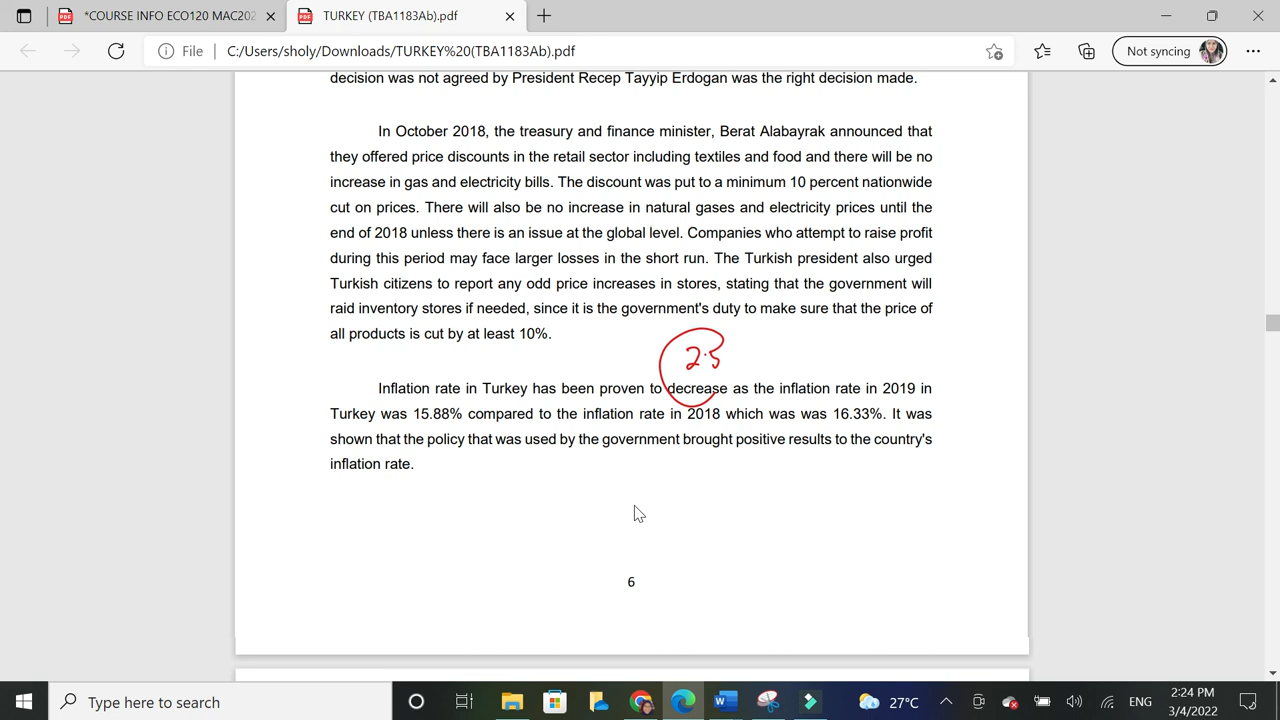 *COURSE INFO ECO120 MAC202
TURKEY (TBA1183Ab).pdf
File
C:/Users/sholy/Downloads/TURKEY%20(TBA1183Ab).pdf
Not syncing
decision was not agreed by President Recep Tayyip Erdogan was the right decision made.
In October 2018, the treasury and finance minister, Berat Alabayrak announced that
they offered price discounts in the retail sector including textiles and food and there will be no
increase in gas and electricity bills. The discount was put to a minimum 10 percent nationwide
cut on prices. There will also be no increase in natural gases and electricity prices until the
end of 2018 unless there is an issue at the global level. Companies who attempt to raise profit
during this period may face larger losses in the short run. The Turkish president also urged
Turkish citizens to report any odd price increases in stores, stating that the government will
raid inventory stores if needed, since it is the government's duty to make sure that the price of
all products is cut by at least 10%.
2.5
Inflation rate in Turkey has been proven to decrease as the inflation rate in 2019 in
Turkey was 15.88% compared to the inflation rate in 2018 which was was 16.33%. It was
shown that the policy that was used by the government brought positive results to the country's
inflation rate.
6
Type here to search
27°C
ENG
2:24 PM
3/4/2022